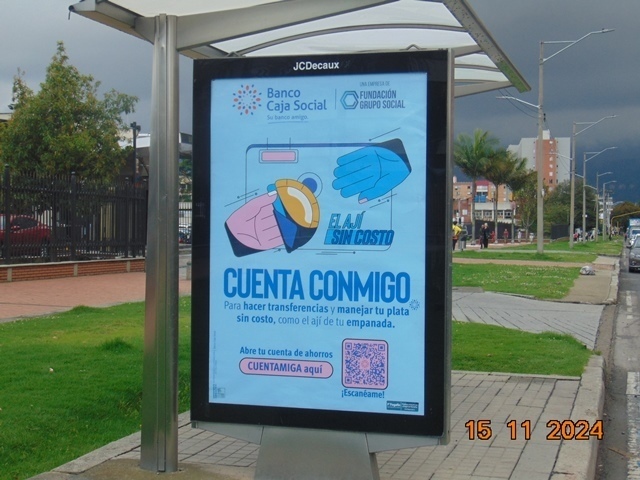 JCDecaux
Banco
Caja Social
Su banco amigo.
UNA EMPRESA DE
FUNDACIÓN
GRUPO SOCIAL
EL AJÍ
SIN COSTO
CUENTA CONMIGO
Para hacer transferencias y manejar tu plata
sin costo, como el ají de tu empanada.
Abre tu cuenta de ahorros
CUENTAMIGA aquí
¡Escanéame!
15 11 2024